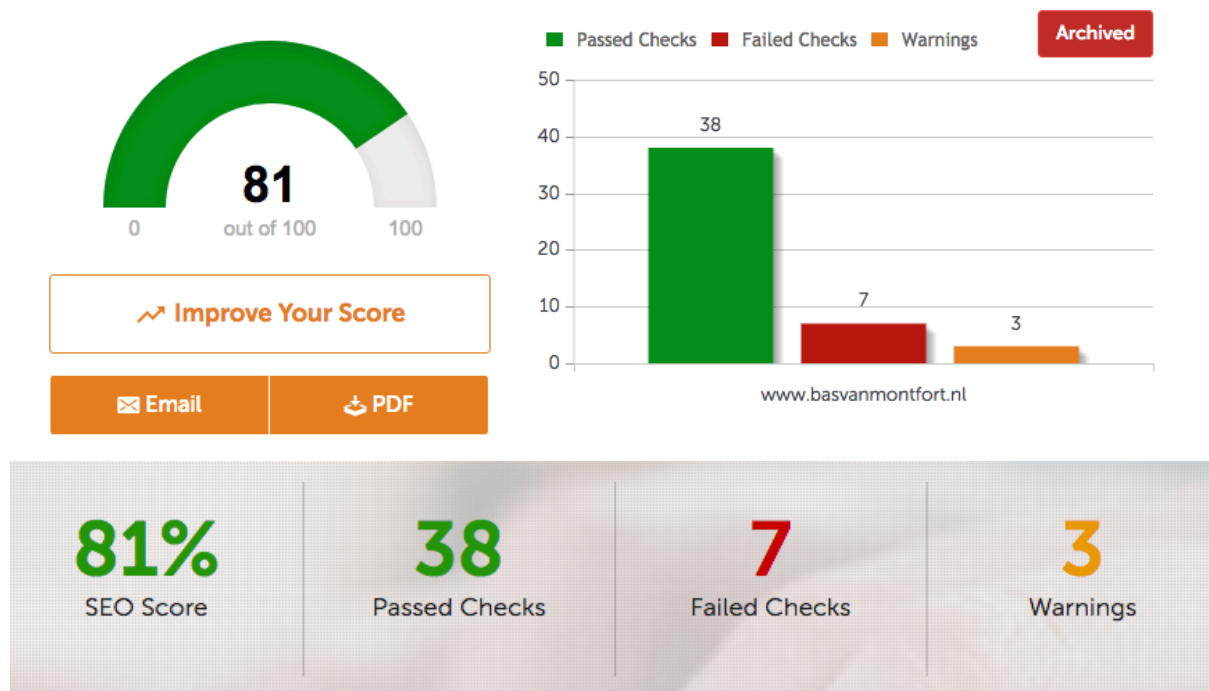 81
0 out of 100 100
Improve Your Score
Email PDF
Passed Checks Failed Checks Warnings
Archived
50
40
30
20
10
0
38
7
3
www.basvanmontfort.nl
81% 38 7 3
SEO Score Passed Checks Failed Checks Warnings